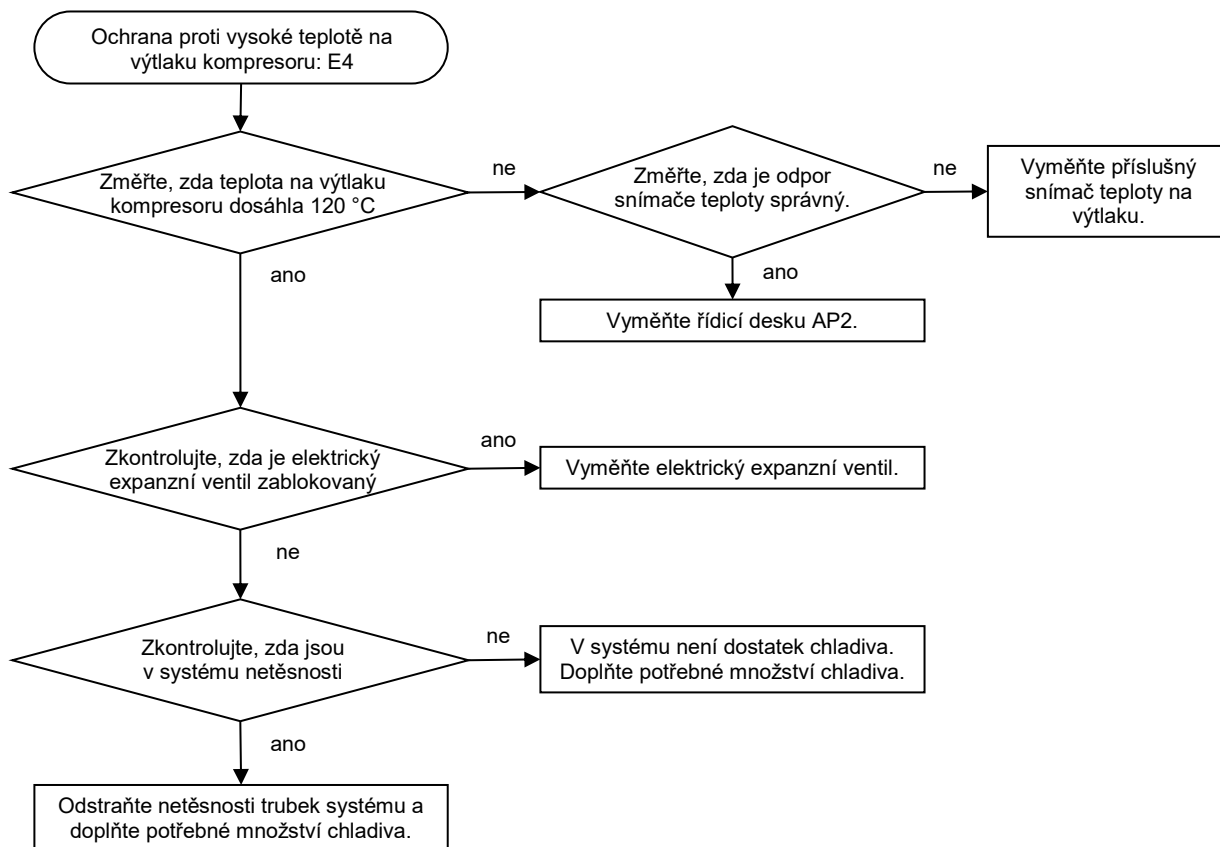 Ochrana proti vysoké teplotě na
výtlaku kompresoru: E4
Změřte, zda teplota na výtlaku
kompresoru dosáhla 120 °C
ne
Změřte, zda je odpor
snímače teploty správný.
ne
Vyměňte příslušný
snímač teploty na
výtlaku.
ano
ano
Vyměňte řídicí desku AP2.
Zkontrolujte, zda je elektrický
expanzní ventil zablokovaný
ano
Vyměňte elektrický expanzní ventil.
ne
Zkontrolujte, zda jsou
v systému netěsnosti
ne
V systému není dostatek chladiva.
Doplňte potřebné množství chladiva.
ano
Odstraňte netěsnosti trubek systému a
doplňte potřebné množství chladiva.